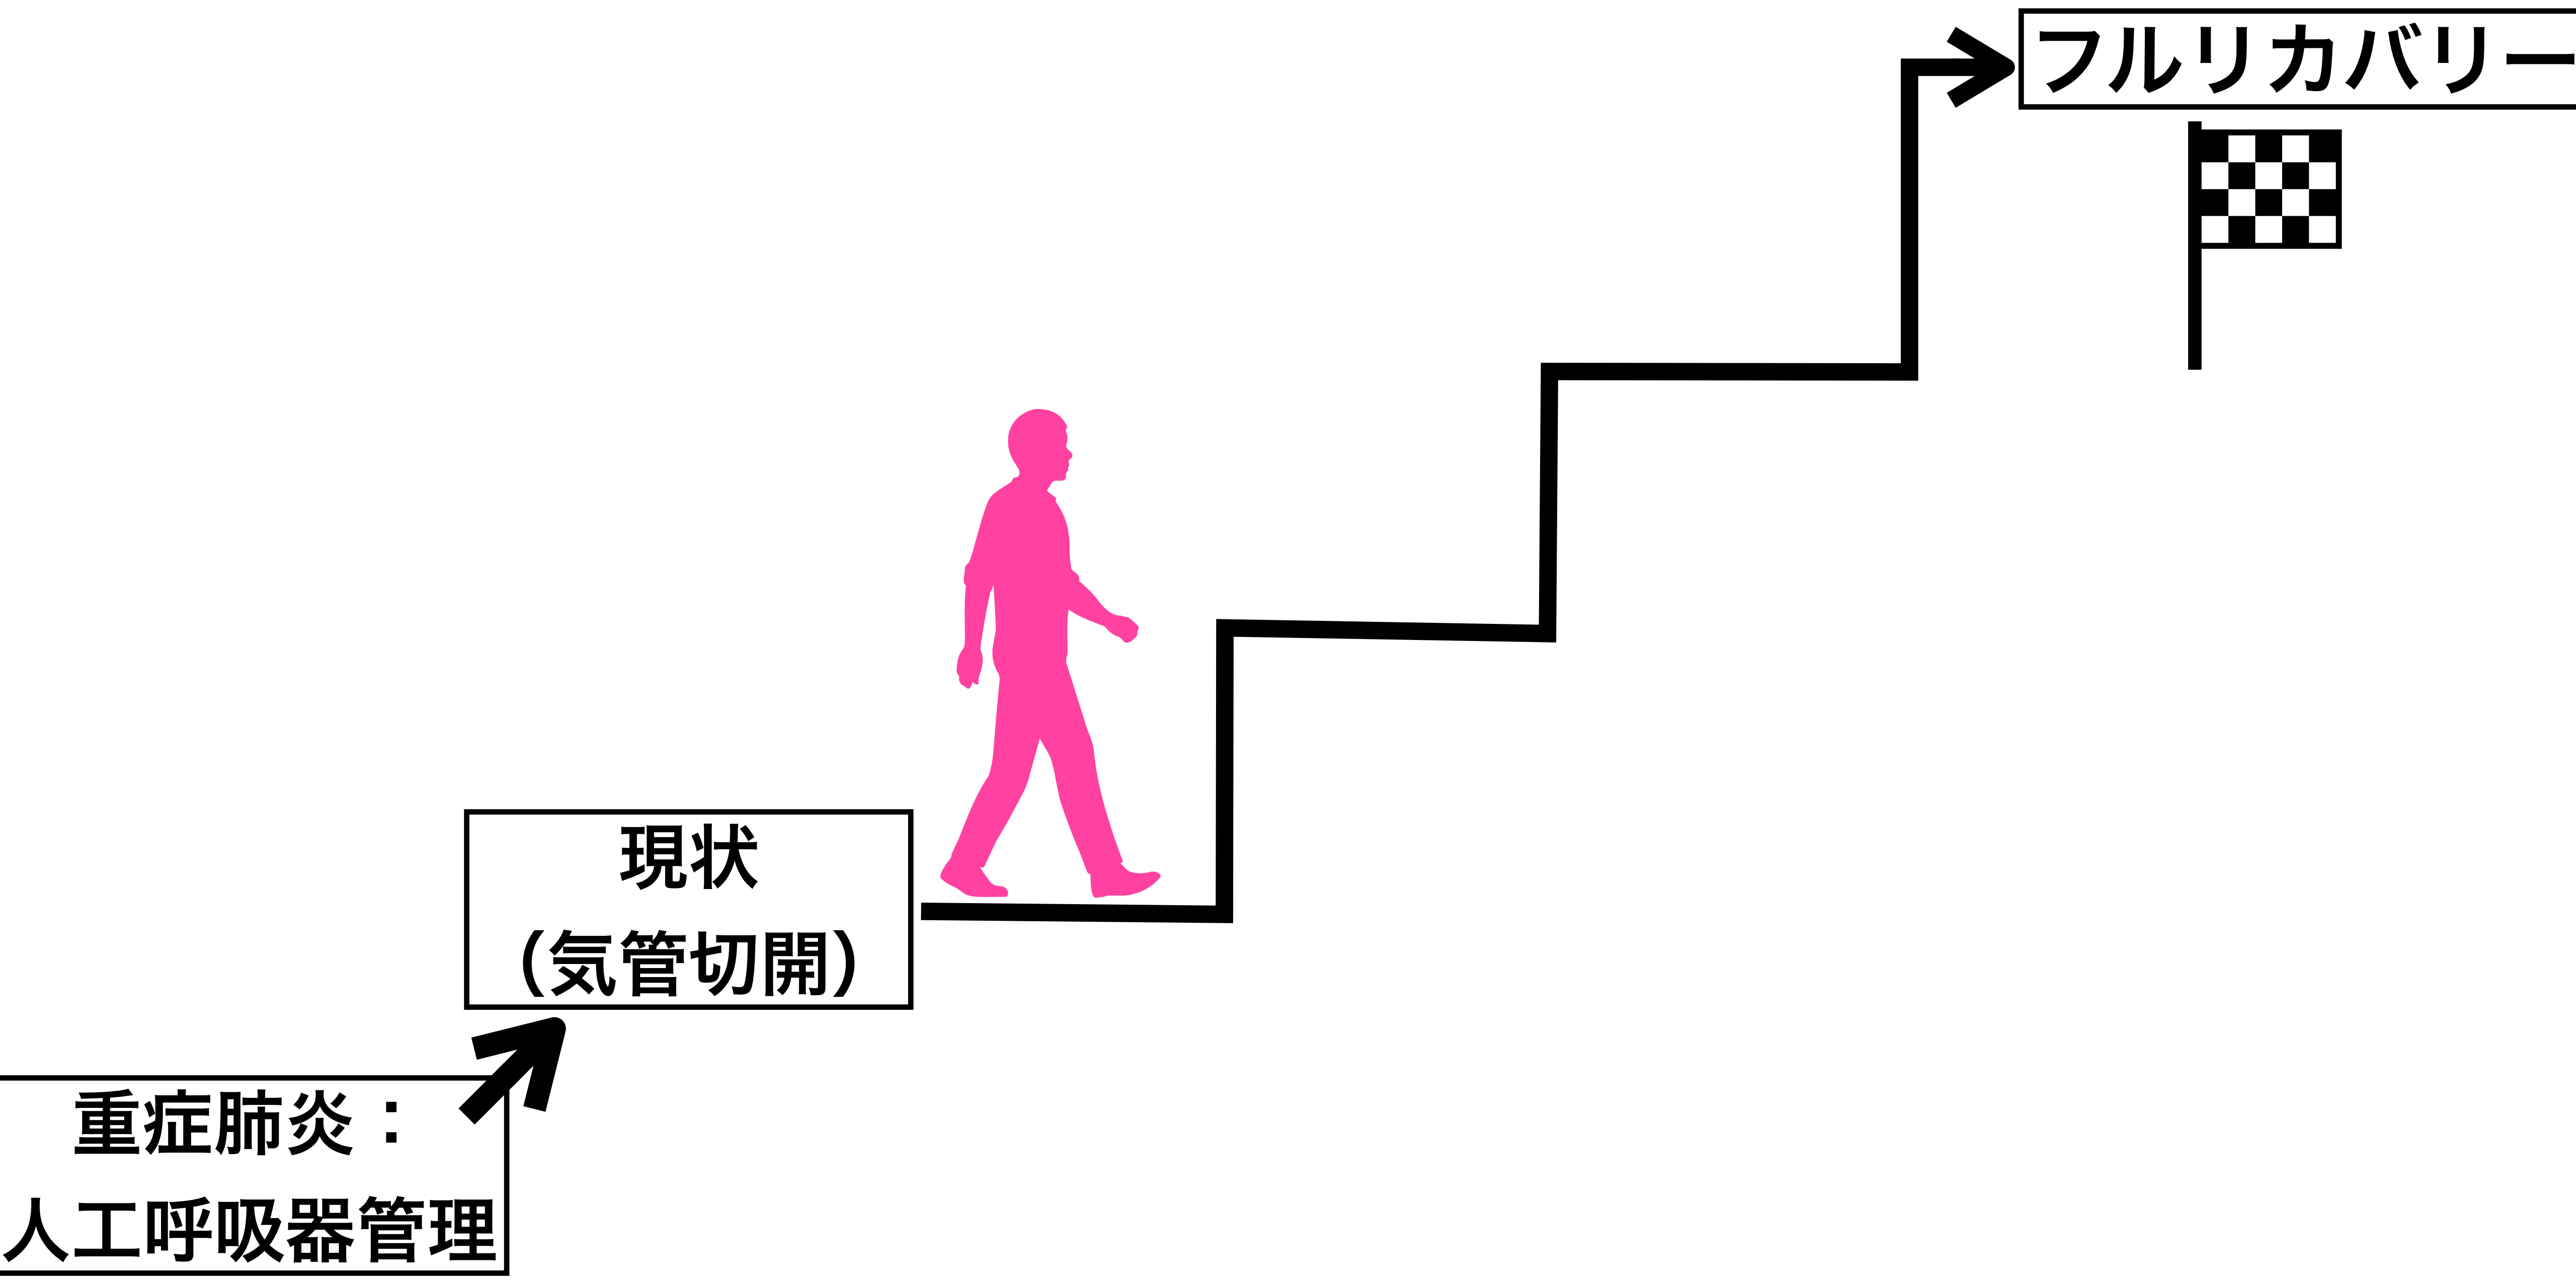 フルリカバリー
現状
（気管切開）
重症肺炎：
人工呼吸器管理